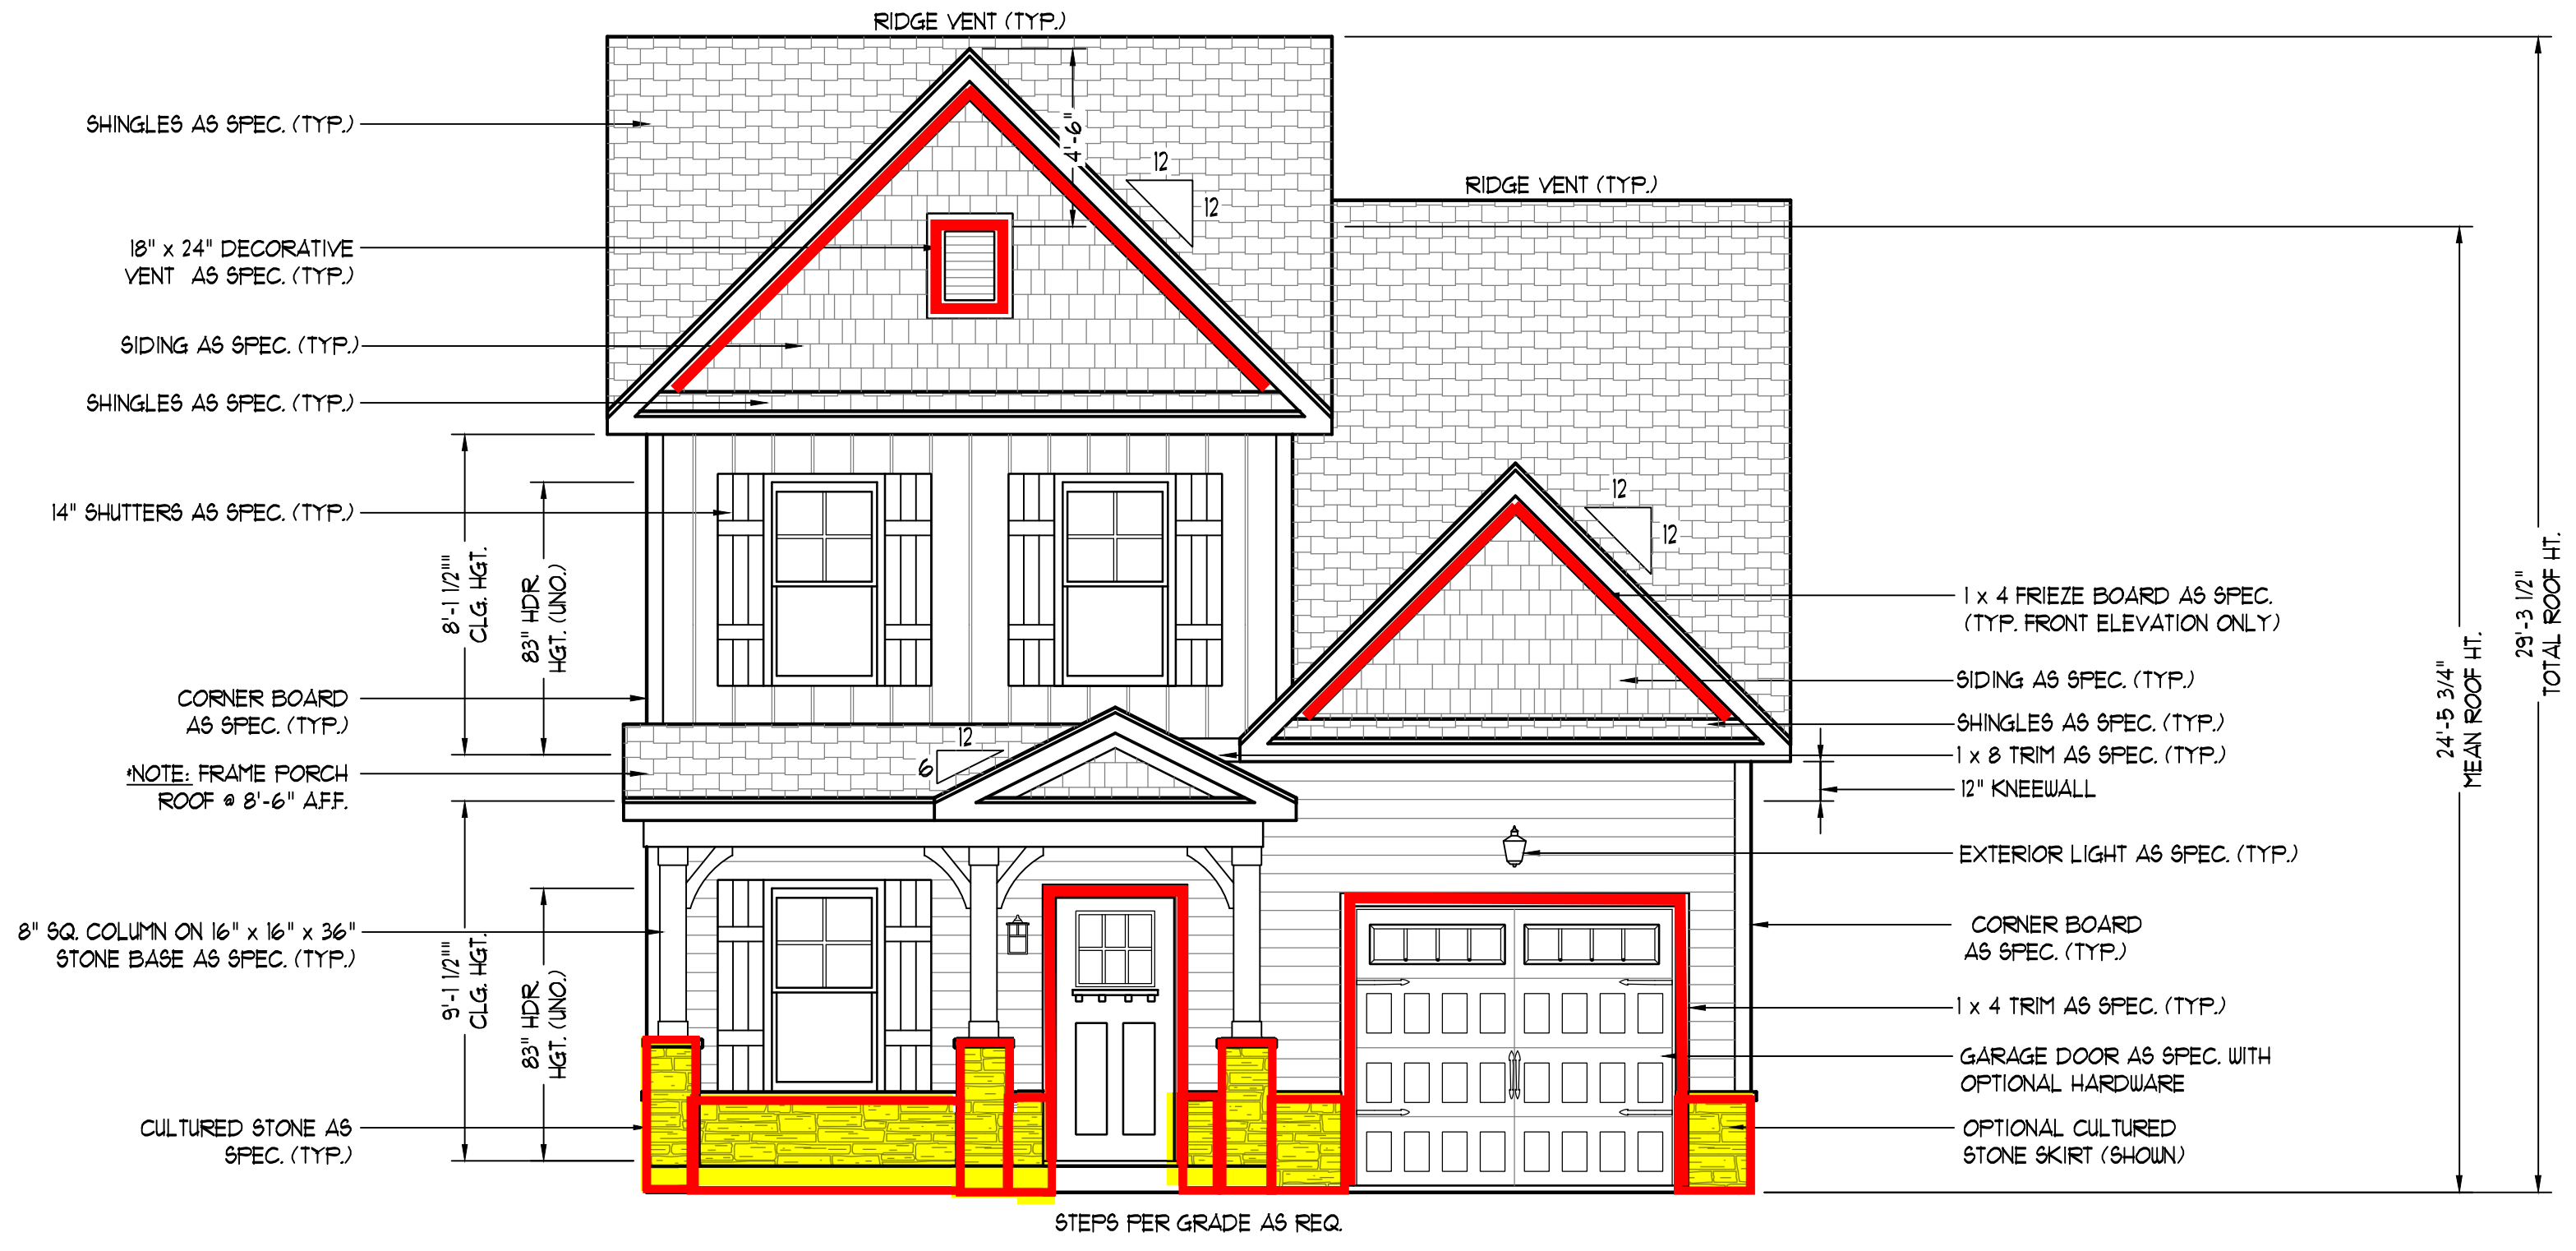 RIDGE VENT (TYP.)
SHINGLES AS SPEC. (TYP.)
4'-6"
12
12
RIDGE VENT (TYP.)
18" x 24" DECORATIVE
VENT AS SPEC. (TYP.)
SIDING AS SPEC. (TYP.)
SHINGLES AS SPEC. (TYP.)
14" SHUTTERS AS SPEC. (TYP.)
8'-1 1/2""
CLG. HGT.
83" HDR
HGT. (UNO.)
12
12
1 x 4 FRIEZE BOARD AS SPEC.
(TYP. FRONT ELEVATION ONLY)
29'-3 1/2"
TOTAL ROOF HT.
24'-5 3/4"
MEAN ROOF HT.
CORNER BOARD
AS SPEC. (TYP.)
SIDING AS SPEC. (TYP.)
SHINGLES AS SPEC. (TYP.)
1 x 8 TRIM AS SPEC. (TYP.)
12
6
*NOTE: FRAME PORCH
ROOF @ 8'-6" A.F.F.
12" KNEEWALL
EXTERIOR LIGHT AS SPEC. (TYP.)
8" SQ. COLUMN ON 16" x 16" x 36"
STONE BASE AS SPEC. (TYP.)
9'-1 1/2""
CLG. HGT.
83" HDR
HGT. (UNO.)
CORNER BOARD
AS SPEC. (TYP.)
1 x 4 TRIM AS SPEC. (TYP.)
GARAGE DOOR AS SPEC. WITH
OPTIONAL HARDWARE
CULTURED STONE AS
SPEC. (TYP.)
OPTIONAL CULTURED
STONE SKIRT (SHOWN)
STEPS PER GRADE AS REQ.